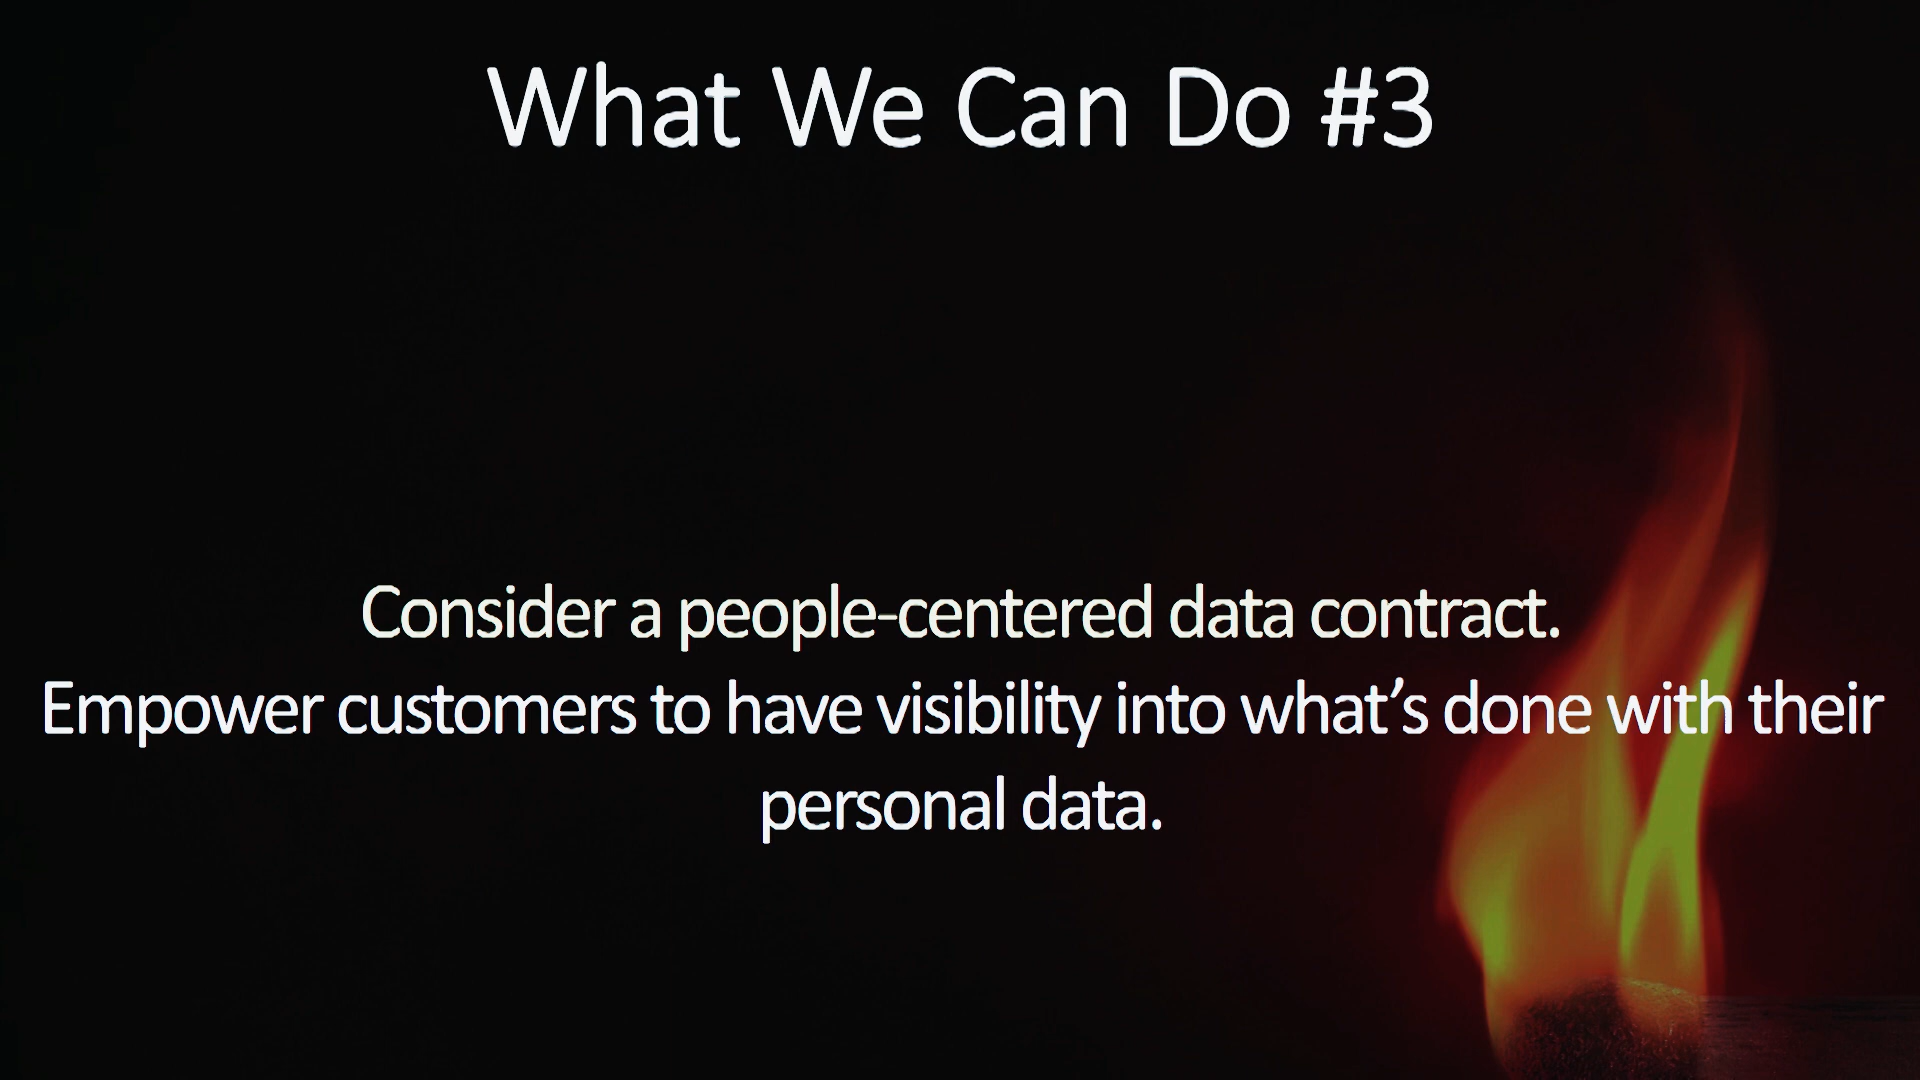 What We Can Do #3
Consider a people-centered data contract.
Empower customers to have visibility into what’s done with their
personal data.